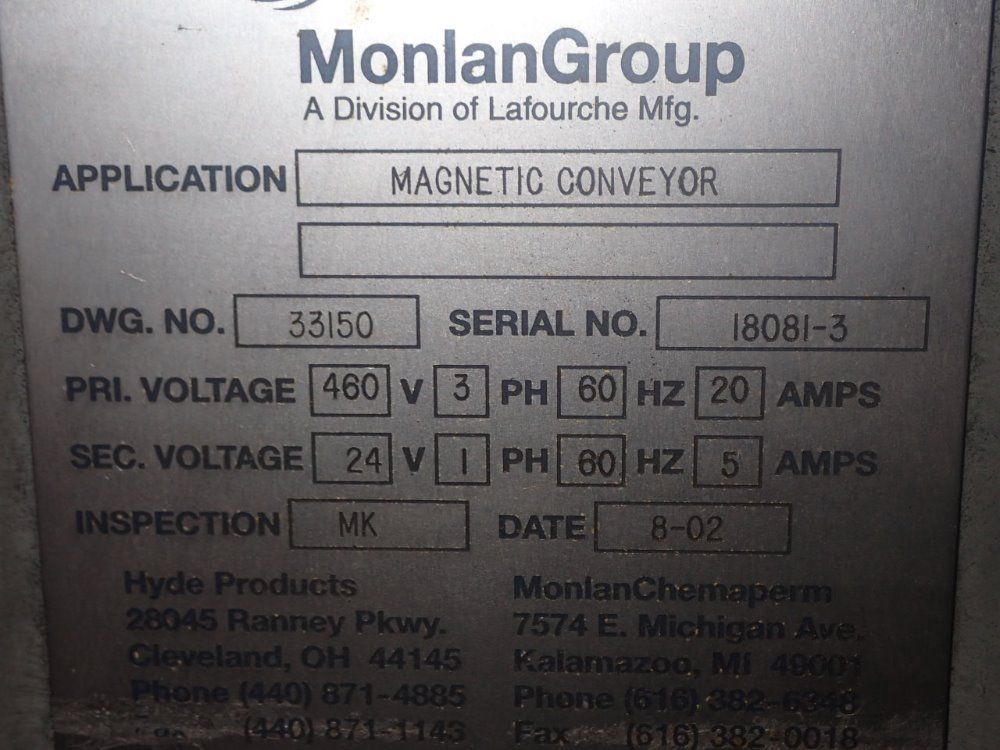 MonlanGroup
A Division of Lafourche Mfg.
APPLICATION MAGNETIC CONVEYOR
DWG. NO. 33150 SERIAL NO. 18081-3
PRI. VOLTAGE 460 V 3 PH 60 HZ 20 AMPS
SEC. VOLTAGE 24 V 1 PH 60 HZ 5 AMPS
INSPECTION MK DATE 8-02
Hyde Products
28045 Ranney Pkwy.
Cleveland, OH 44145
Phone (440) 871-4885
(440) 871-1143
MonlanChemaperm
7574 E. Michigan Ave.
Kalamazoo, MI 49001
Phone (616) 382-6348
Fax (616) 382-0018